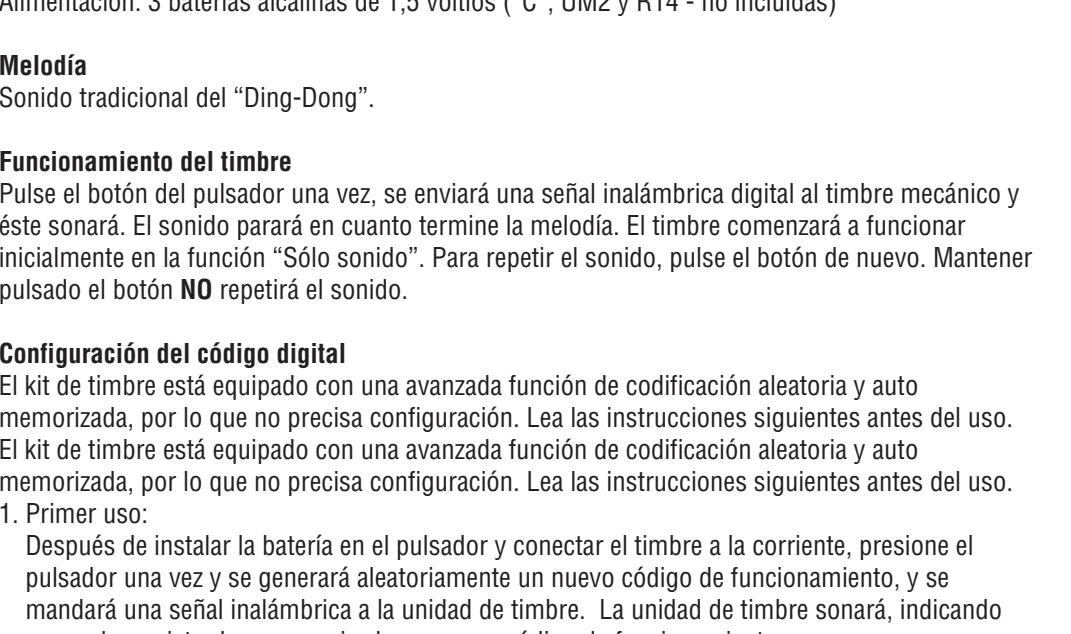 Alimentación: 3 baterías alcalinas de 1,5 voltios (“C”, UM2 y R14 - no incluidas)
Melodía
Sonido tradicional del “Ding-Dong”.
Funcionamiento del timbre
Pulse el botón del pulsador una vez, se enviará una señal inalámbrica digital al timbre mecánico y
éste sonará. El sonido parará en cuanto termine la melodía. El timbre comenzará a funcionar
inicialmente en la función “Sólo sonido”. Para repetir el sonido, pulse el botón de nuevo. Mantener
pulsado el botón NO repetirá el sonido.
Configuración del código digital
El kit de timbre está equipado con una avanzada función de codificación aleatoria y auto
memorizada, por lo que no precisa configuración. Lea las instrucciones siguientes antes del uso.
El kit de timbre está equipado con una avanzada función de codificación aleatoria y auto
memorizada, por lo que no precisa configuración. Lea las instrucciones siguientes antes del uso.
1. Primer uso:
Después de instalar la batería en el pulsador y conectar el timbre a la corriente, presione el
pulsador una vez y se generará aleatoriamente un nuevo código de funcionamiento, y se
mandará una señal inalámbrica a la unidad de timbre. La unidad de timbre sonará, indicando